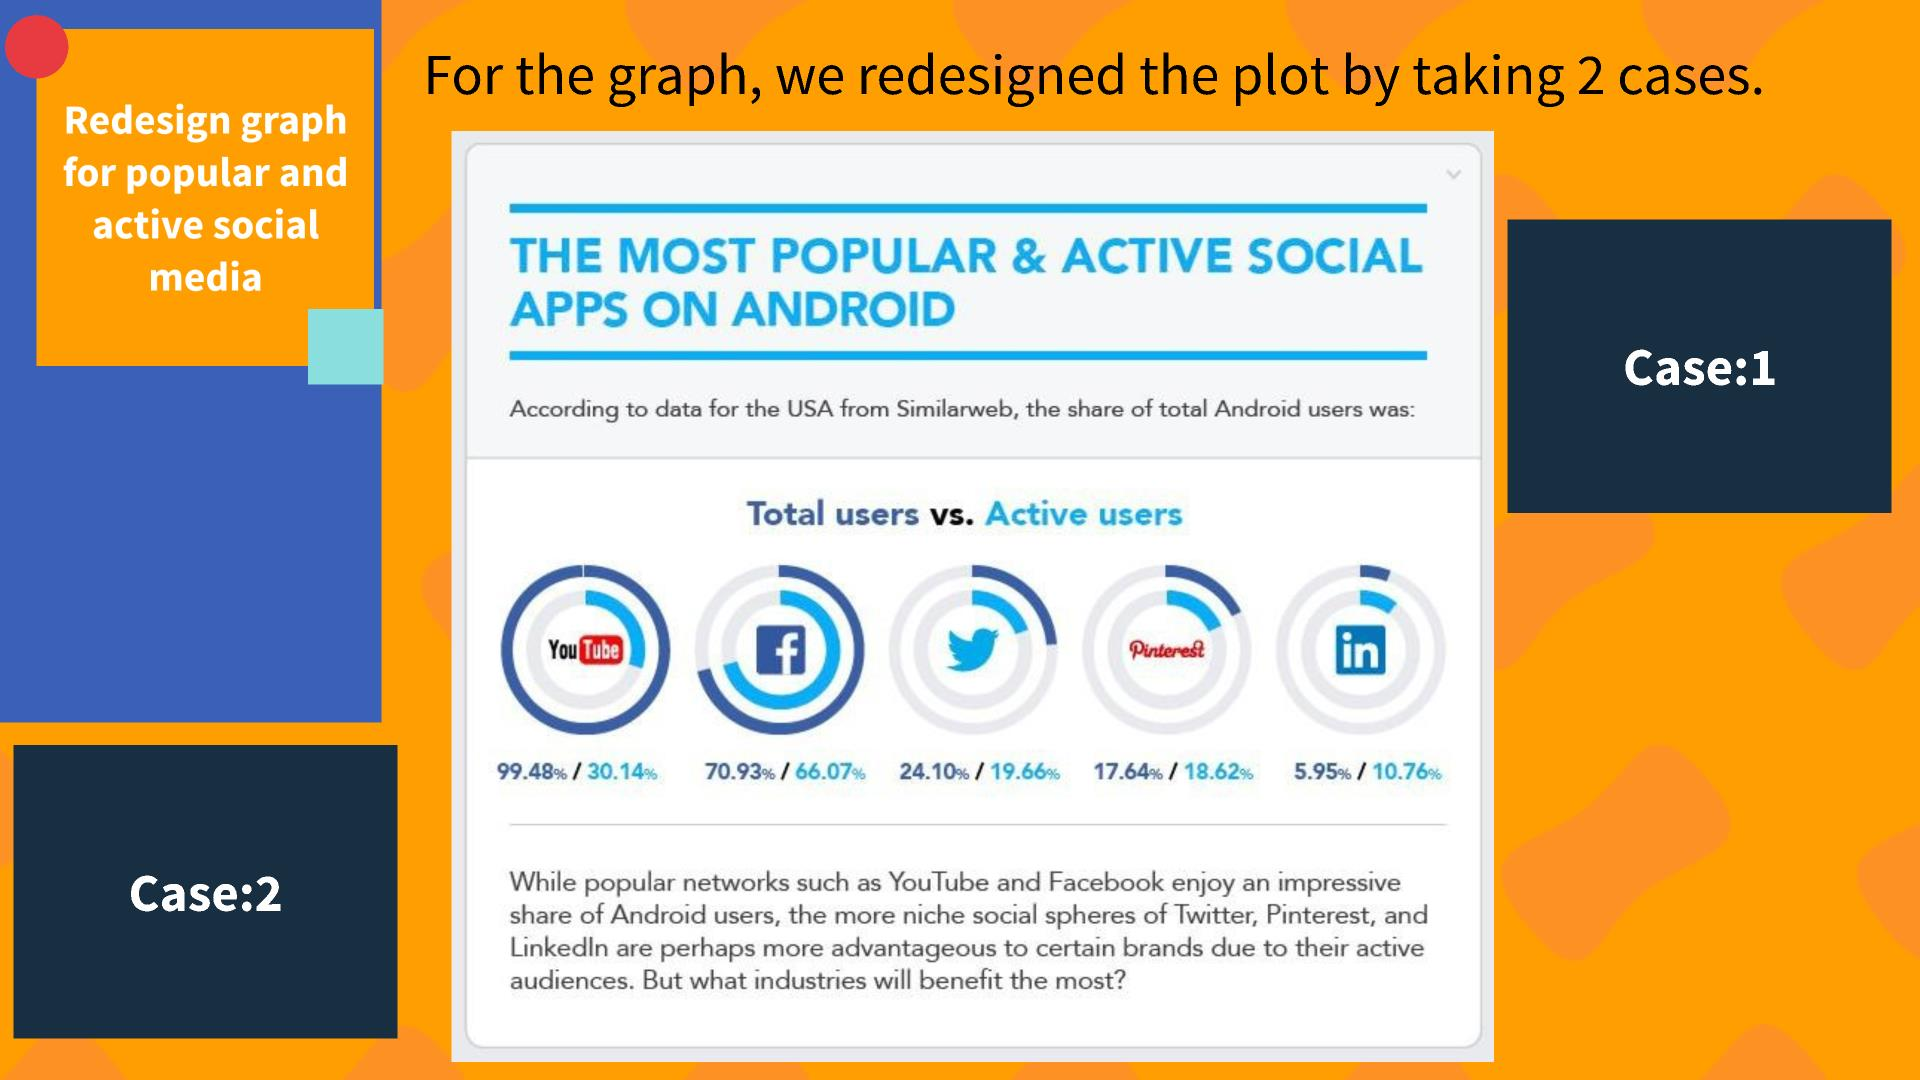 Redesign graph
for popular and
active social
media
For the graph, we redesigned the plot by taking 2 cases.
THE MOST POPULAR & ACTIVE SOCIAL
APPS ON ANDROID
According to data for the USA from Similarweb, the share of total Android users was:
Total users vs. Active users
You Tube
f
Pinterest
in
99.48% / 30.14%
70.93% / 66.07%
24.10% / 19.66%
17.64% / 18.62%
5.95% / 10.76%
While popular networks such as YouTube and Facebook enjoy an impressive
share of Android users, the more niche social spheres of Twitter, Pinterest, and
LinkedIn are perhaps more advantageous to certain brands due to their active
audiences. But what industries will benefit the most?
Case:1
Case:2